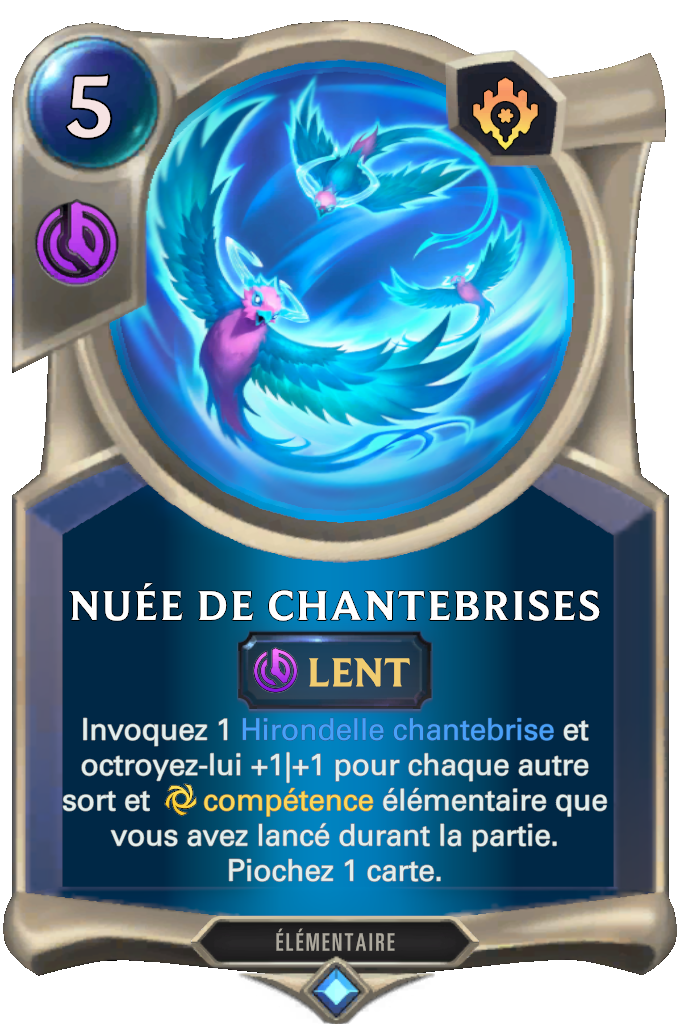 5
NUÉE DE CHANTEBRISES
LENT
Invoquez 1 Hirondelle chantebrise et
octroyez-lui +1|+1 pour chaque autre
sort et compétence élémentaire que
vous avez lancé durant la partie.
Piochez 1 carte.
ÉLÉMENTAIRE